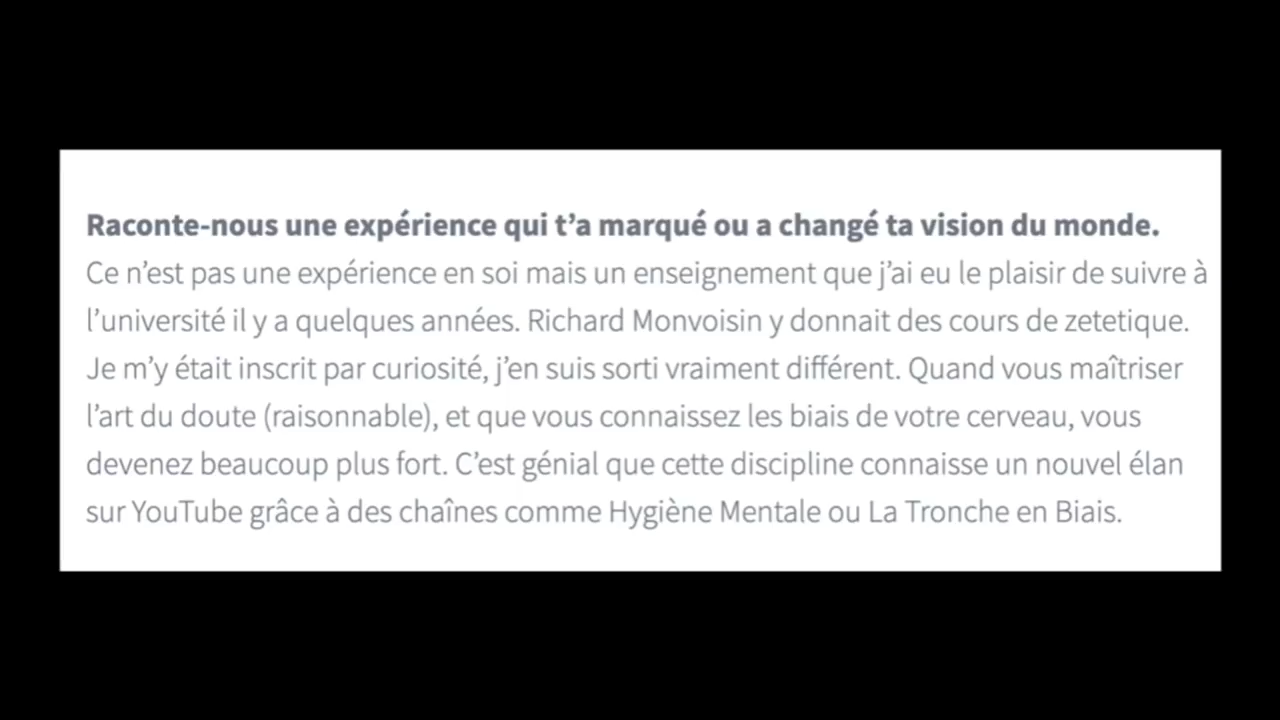 Raconte-nous une expérience qui t’a marqué ou a changé ta vision du monde.
Ce n’est pas une expérience en soi mais un enseignement que j’ai eu le plaisir de suivre à
l’université il y a quelques années. Richard Monvoisin y donnait des cours de zetetique.
Je m’y était inscrit par curiosité, j’en suis sorti vraiment différent. Quand vous maîtriser
l’art du doute (raisonnable), et que vous connaissez les biais de votre cerveau, vous
devenez beaucoup plus fort. C’est génial que cette discipline connaisse un nouvel élan
sur YouTube grâce à des chaînes comme Hygiène Mentale ou La Tronche en Biais.